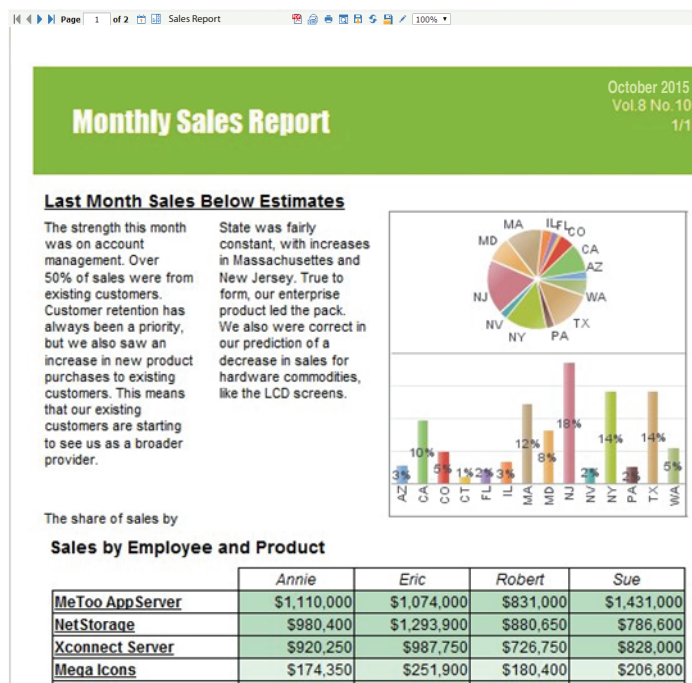 Page 1 of 2 Sales Report 100%
October 2015
Vol.8 No.10
1/1
Monthly Sales Report
Last Month Sales Below Estimates
The strength this month
was on account
management. Over
50% of sales were from
existing customers.
Customer retention has
always been a priority,
but we also saw an
increase in new product
purchases to existing
customers. This means
that our existing
customers are starting
to see us as a broader
provider.
The share of sales by
State was fairly
constant, with increases
in Massachusettes and
New Jersey. True to
form, our enterprise
product led the pack.
We also were correct in
our prediction of a
decrease in sales for
hardware commodities,
like the LCD screens.
MA IL FL CO
MD CA
AZ
NJ WA
NV TX
NY PA
3% 10% 5% 1% 2% 3% 12% 8% 18% 2% 14% 2% 14% 5%
AZ CA CO CT FL IL MA MD NJ NV NY PA TX WA
Sales by Employee and Product
Annie Eric Robert Sue
MeToo AppServer $1,110,000 $1,074,000 $831,000 $1,431,000
NetStorage $980,400 $1,293,900 $880,650 $786,600
Xconnect Server $920,250 $987,750 $726,750 $828,000
Mega Icons $174,350 $251,900 $180,400 $206,800